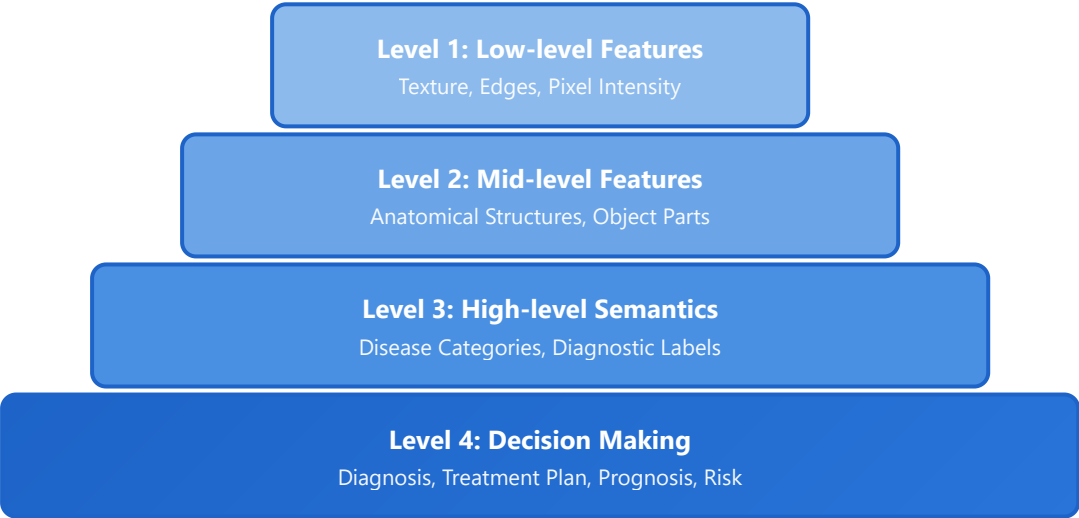 Level 1: Low-level Features
Texture, Edges, Pixel Intensity
Level 2: Mid-level Features
Anatomical Structures, Object Parts
Level 3: High-level Semantics
Disease Categories, Diagnostic Labels
Level 4: Decision Making
Diagnosis, Treatment Plan, Prognosis, Risk